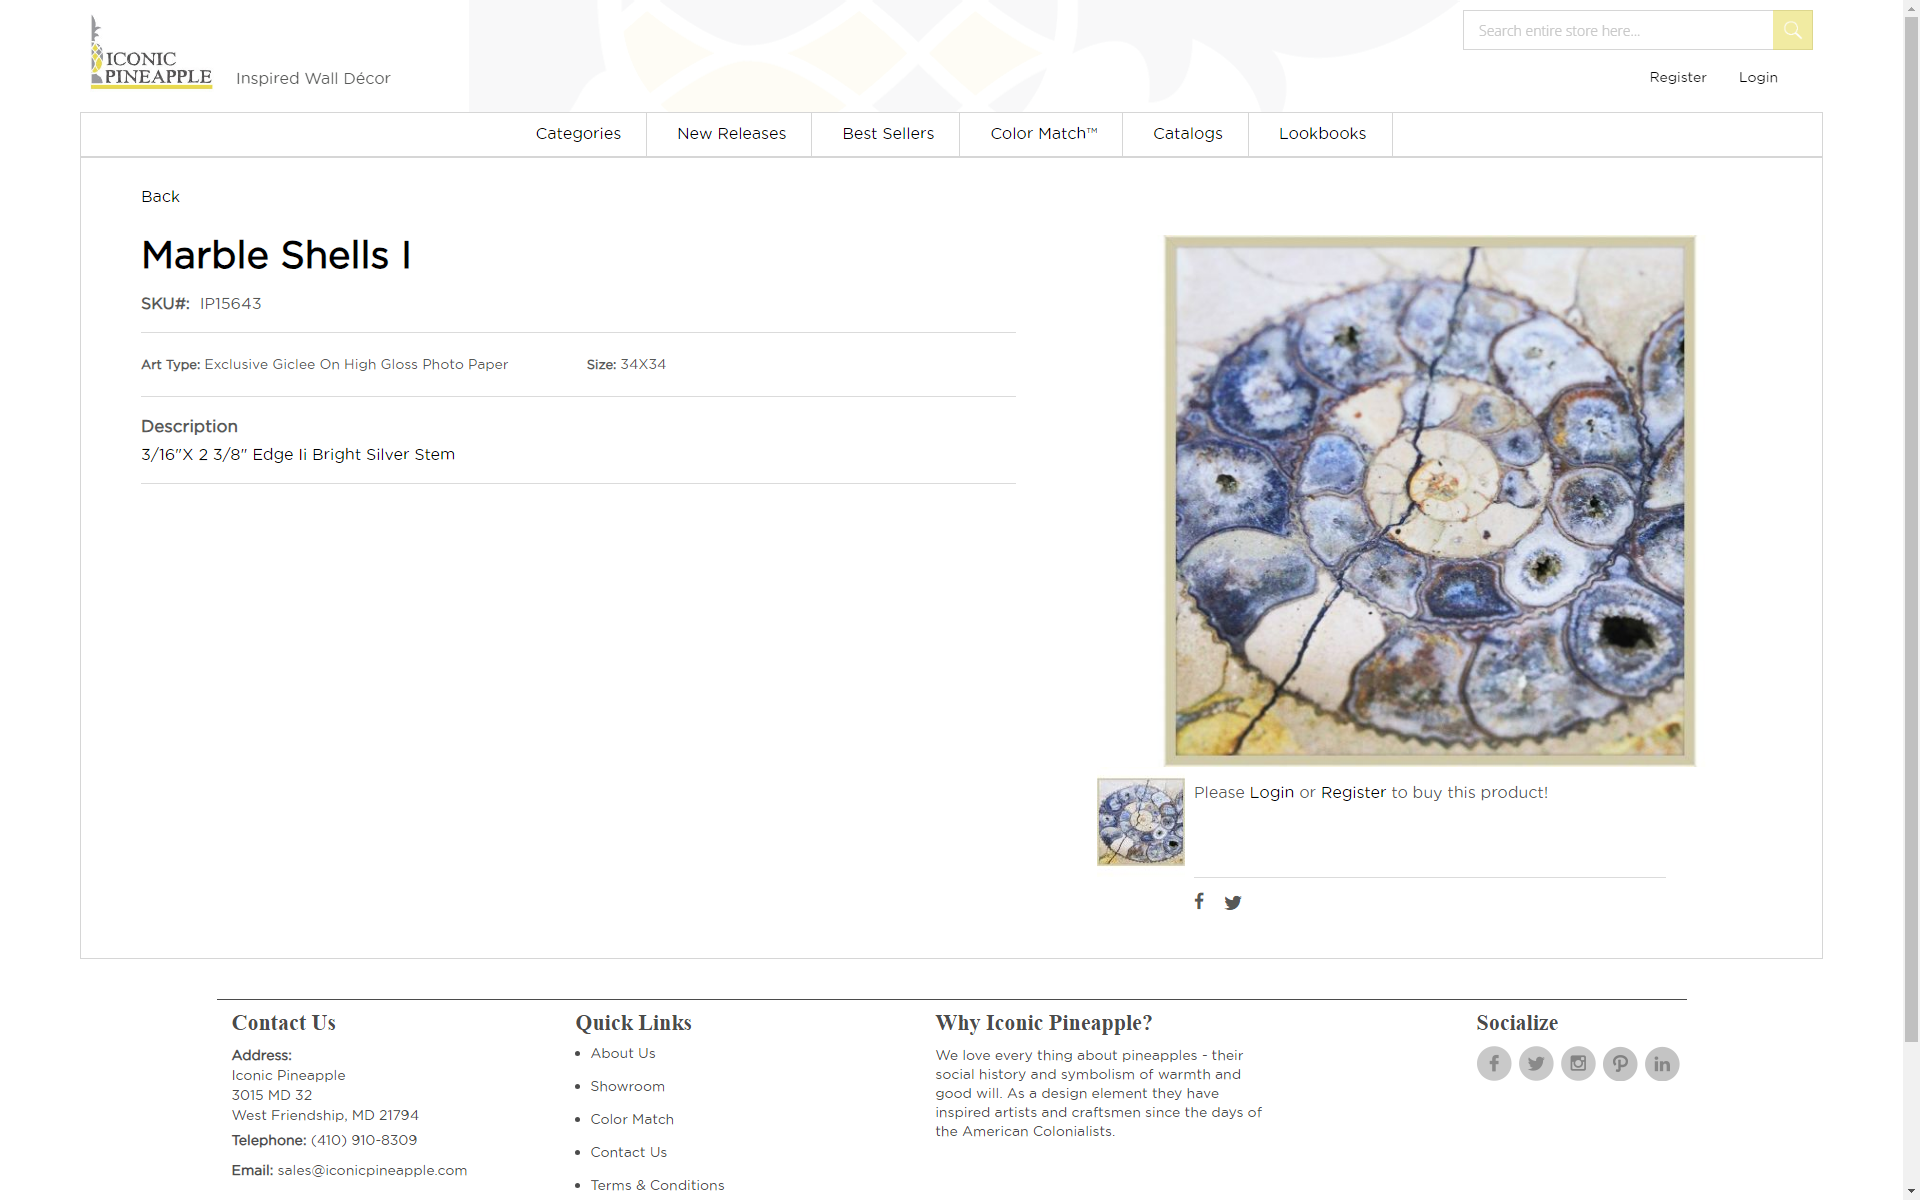 ICONIC
PINEAPPLE
Inspired Wall Décor
Search entire store here...
Register
Login
Categories
New Releases
Best Sellers
Color Match™
Catalogs
Lookbooks
Back
Marble Shells I
SKU#: IP15643
Art Type: Exclusive Giclee On High Gloss Photo Paper
Size: 34X34
Description
3/16"X 2 3/8" Edge Ii Bright Silver Stem
Please Login or Register to buy this product!
Contact Us
Address:
Iconic Pineapple
3015 MD 32
West Friendship, MD 21794
Telephone: (410) 910-8309
Email: sales@iconicpineapple.com
Quick Links
About Us
Showroom
Color Match
Contact Us
Terms & Conditions
Why Iconic Pineapple?
We love every thing about pineapples - their
social history and symbolism of warmth and
good will. As a design element they have
inspired artists and craftsmen since the days of
the American Colonialists.
Socialize